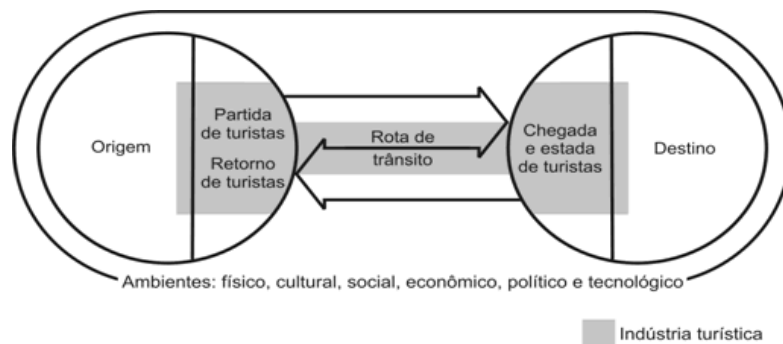 Origem
Partida
de turistas
Retorno
de turistas
Rota de
trânsito
Chegada
e estada
de turistas
Destino
Ambientes: físico, cultural, social, econômico, político e tecnológico
Indústria turística